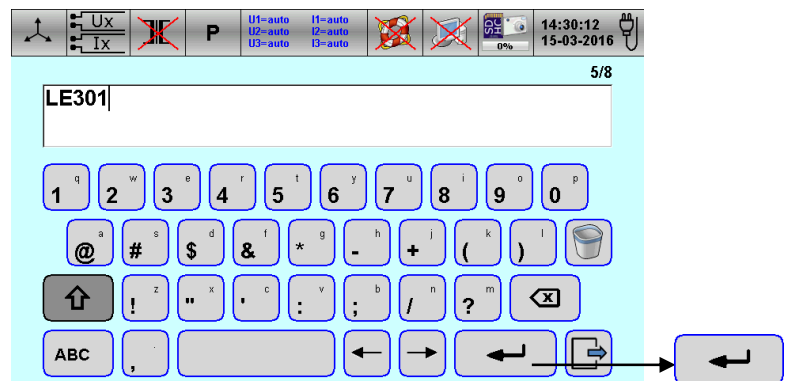 Ux
Ix
P
U1=auto I1=auto
U2=auto I2=auto
U3=auto I3=auto
SD HC
0%
14:30:12
15-03-2016
5/8
LE301
1 q 2 w 3 e 4 r 5 t 6 y 7 u 8 i 9 o 0 p
@ a # s $ d & f * g - h + j ( k ) l
! z " x ' c : v ; b / n ? m
ABC ,